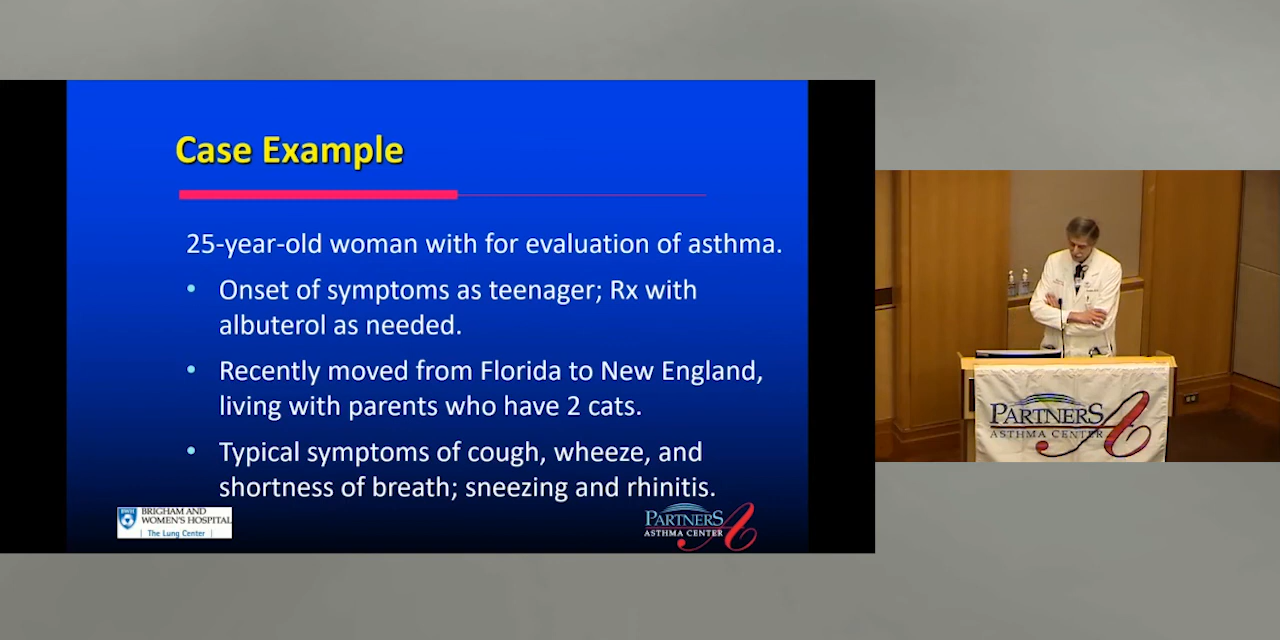 Case Example
25-year-old woman with for evaluation of asthma.
• Onset of symptoms as teenager; Rx with
albuterol as needed.
• Recently moved from Florida to New England,
living with parents who have 2 cats.
• Typical symptoms of cough, wheeze, and
shortness of breath; sneezing and rhinitis.
BWH
BRIGHAM AND
WOMEN'S HOSPITAL
| The Lung Center |
PARTNERS
ASTHMA CENTER
PARTNERS
ASTHMA CENTER